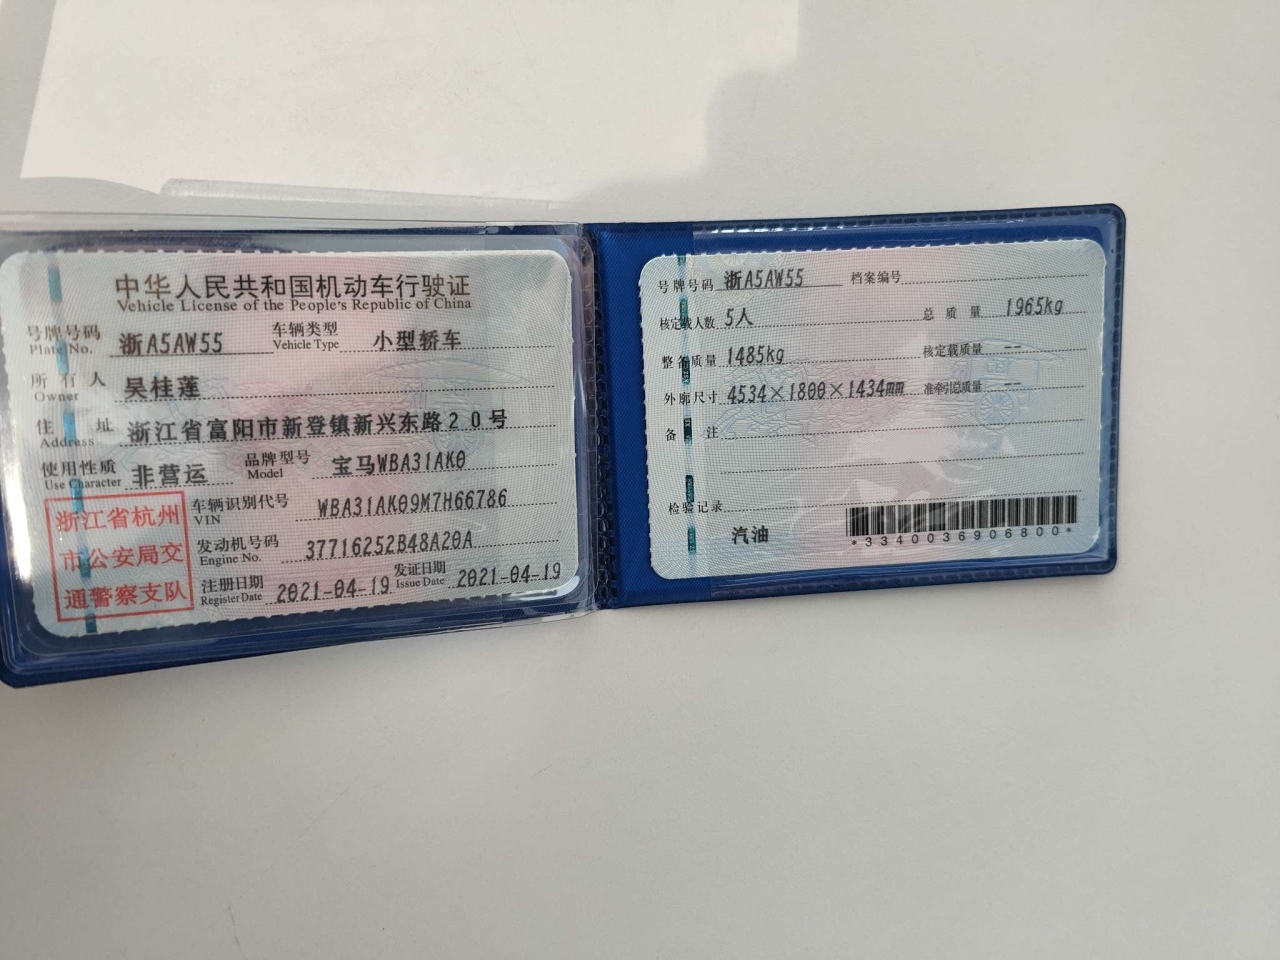 中华人民共和国机动车行驶证
Vehicle License of the People's Republic of China
号牌号码 浙A5AW55 车辆类型 小型轿车
Plate No. Vehicle Type
所有人 吴桂莲
Owner
住址 浙江省富阳市新登镇新兴东路20号
Address
使用性质 非营运 品牌型号 宝马WBA31AK0
Use Character Model
浙江省杭州
市公安局交
通警察支队
车辆识别代号 WBA31AK09M7H66786
VIN
发动机号码 37716252B48A20A
Engine No.
注册日期 2021-04-19 发证日期 2021-04-19
Register Date Issue Date
号牌号码 浙A5AW55 档案编号
核定载人数 5人 总质量 1965kg
整备质量 1485kg 核定载质量 --
外廓尺寸 4534×1800×1434mm 准牵引总质量 --
备注
检验记录
汽油
*3340036906800*